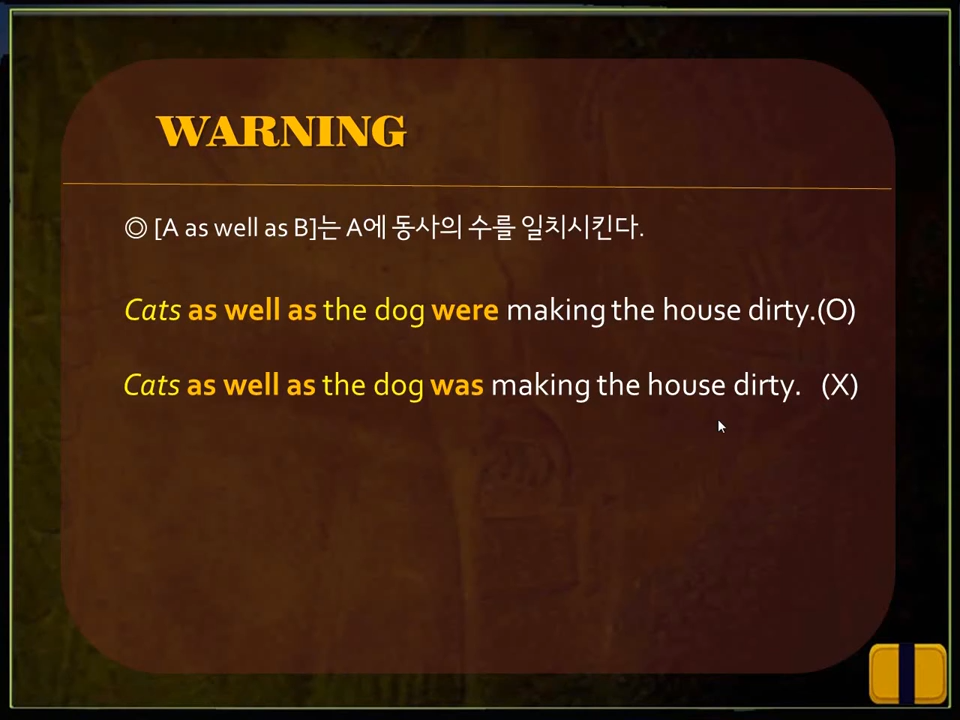 WARNING
◎ [A as well as B]는 A에 동사의 수를 일치시킨다.
Cats as well as the dog were making the house dirty.(O)
Cats as well as the dog was making the house dirty. (X)